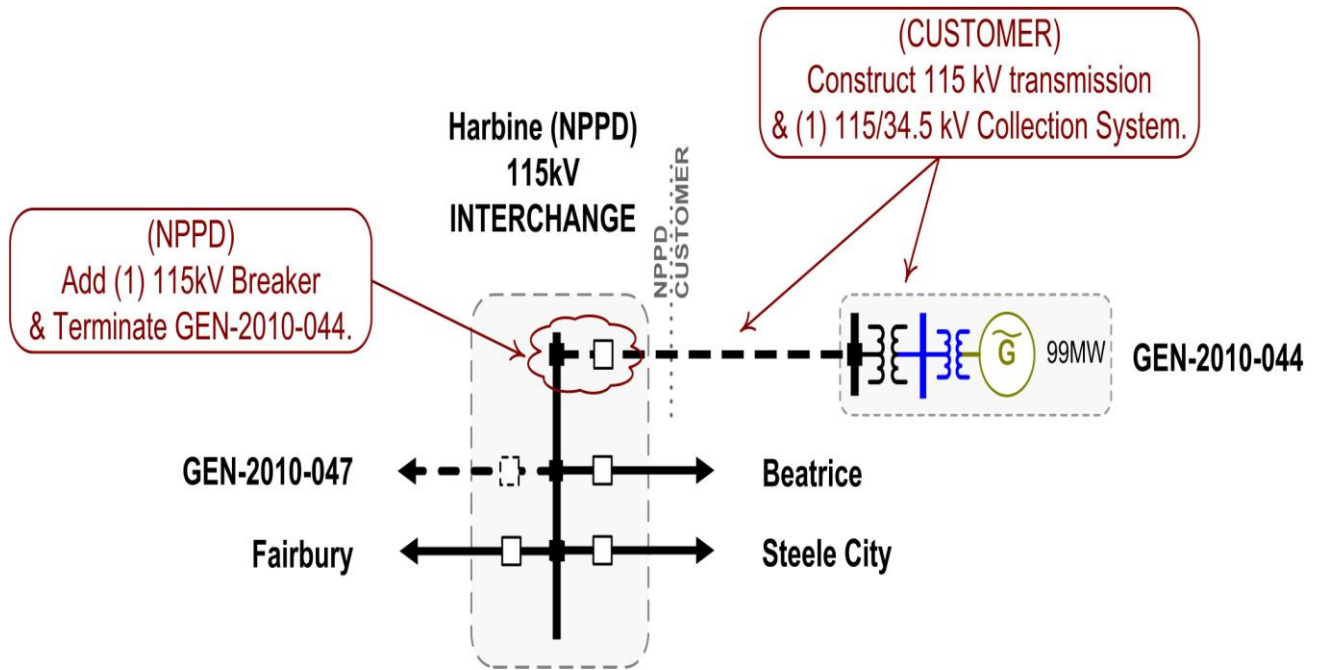 (CUSTOMER)
Construct 115 kV transmission
& (1) 115/34.5 kV Collection System.
Harbine (NPPD)
115kV
INTERCHANGE
NPPD
CUSTOMER
(NPPD)
Add (1) 115kV Breaker
& Terminate GEN-2010-044.
G
99MW
GEN-2010-044
GEN-2010-047
Beatrice
Fairbury
Steele City